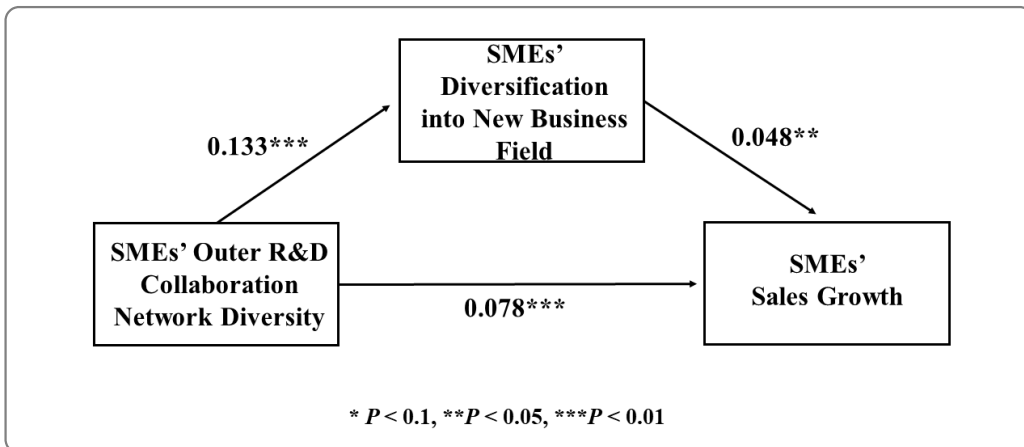 SMEs’
Diversification
into New Business
Field
0.133***
0.048**
SMEs’ Outer R&D
Collaboration
Network Diversity
SMEs’
Sales Growth
0.078***
* P < 0.1, **P < 0.05, ***P < 0.01